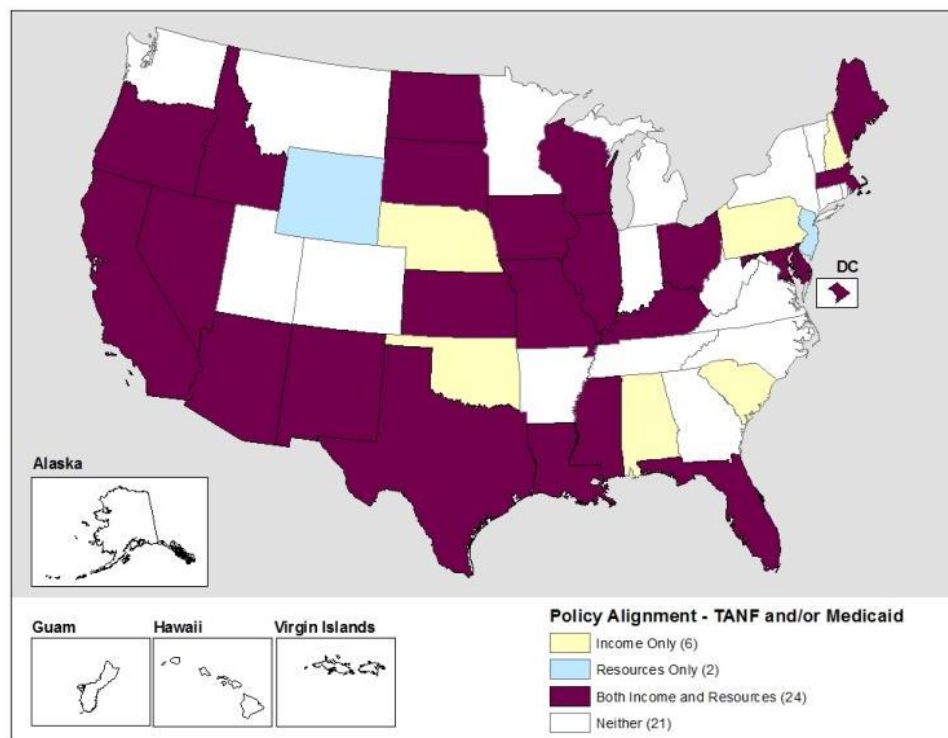 DC
Alaska
Guam
Hawaii
Virgin Islands
Policy Alignment - TANF and/or Medicaid
Income Only (6)
Resources Only (2)
Both Income and Resources (24)
Neither (21)